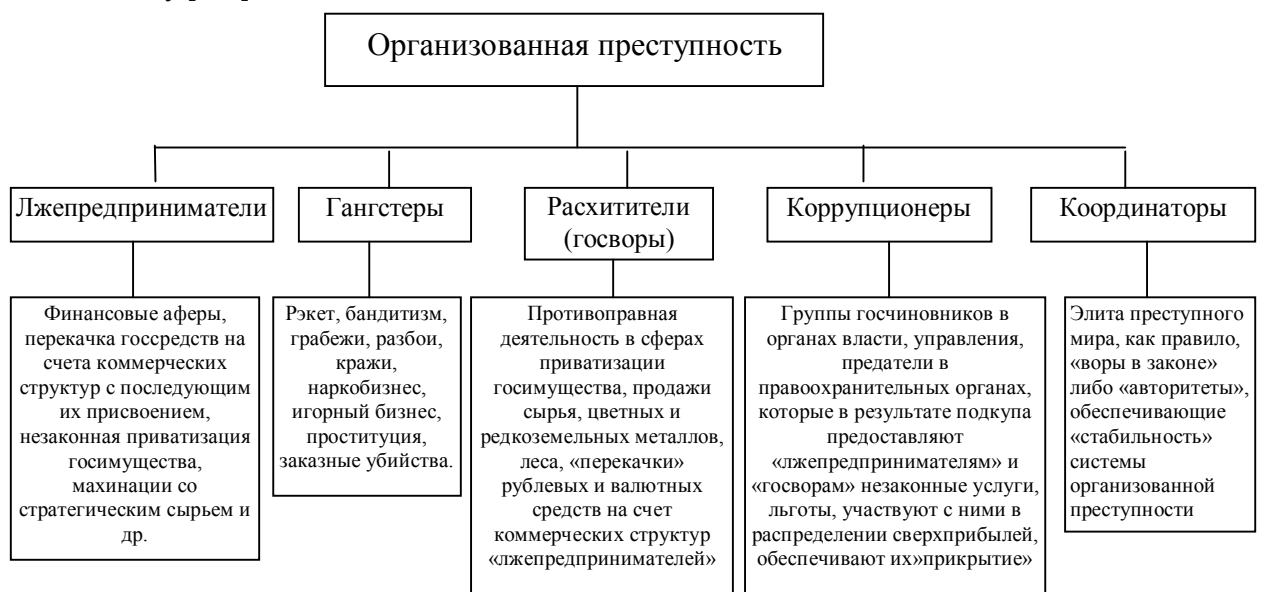 Организованная преступность
Лжепредприниматели
Гангстеры
Расхитители
(госворы)
Коррупционеры
Координаторы
Финансовые аферы,
перекачка госсредств на
счета коммерческих
структур с последующим
их присвоением,
незаконная приватизация
госимущества,
махинации со
стратегическим сырьем и
др.
Рэкет, бандитизм,
грабежи, разбои,
кражи,
наркобизнес,
игорный бизнес,
проституция,
заказные убийства.
Противоправная
деятельность в сферах
приватизации
госимущества, продажи
сырья, цветных и
редкоземельных металлов,
леса, «перекачки»
рублевых и валютных
средств на счет
коммерческих структур
«лжепредпринимателей»
Группы госчиновников в
органах власти, управления,
предатели в
правоохранительных органах,
которые в результате подкупа
предоставляют
«лжепредпринимателям» и
«госворам» незаконные услуги,
льготы, участвуют с ними в
распределении сверхприбылей,
обеспечивают их»прикрытие»
Элита преступного
мира, как правило,
«воры в законе»
либо «авторитеты»,
обеспечивающие
«стабильность»
системы
организованной
преступности